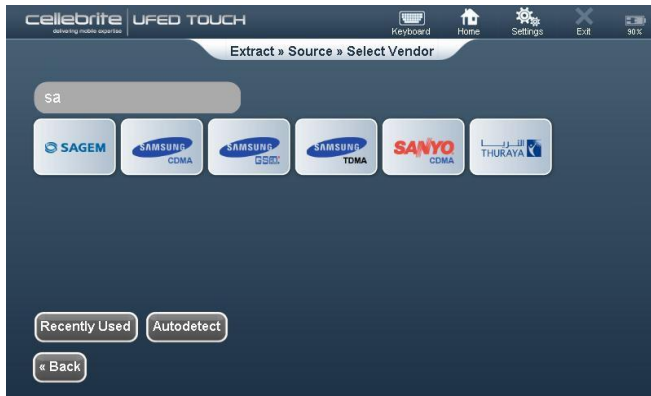 cellebrite UFED TOUCH
delivering mobile expertise
Keyboard Home Settings Exit 90%
Extract » Source » Select Vendor
sa
SAGEM
SAMSUNG CDMA
SAMSUNG GSM
SAMSUNG TDMA
SANYO CDMA
الثريا THURAYA
Recently Used Autodetect
« Back